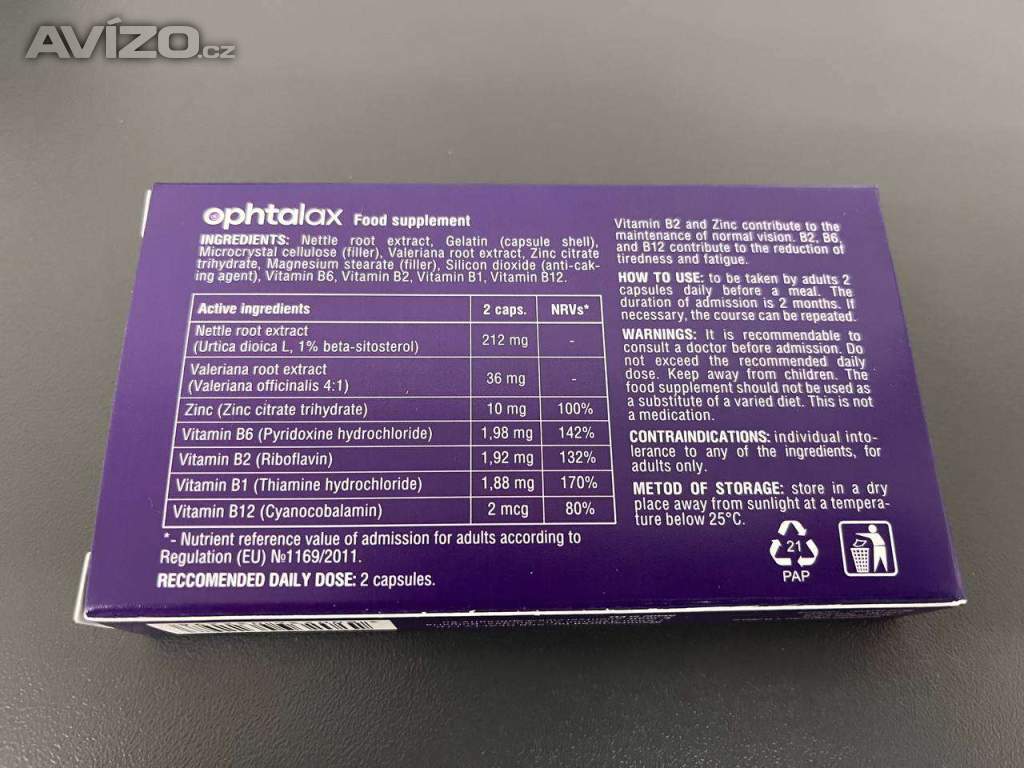 AVÍZO.cz
ophtalax Food supplement
INGREDIENTS: Nettle root extract, Gelatin (capsule shell),
Microcrystal cellulose (filler), Valeriana root extract, Zinc citrate
trihydrate, Magnesium stearate (filler), Silicon dioxide (anti-cak-
ing agent), Vitamin B6, Vitamin B2, Vitamin B1, Vitamin B12.
Active ingredients 2 caps. NRVs*
Nettle root extract
(Urtica dioica L, 1% beta-sitosterol) 212 mg -
Valeriana root extract
(Valeriana officinalis 4:1) 36 mg -
Zinc (Zinc citrate trihydrate) 10 mg 100%
Vitamin B6 (Pyridoxine hydrochloride) 1,98 mg 142%
Vitamin B2 (Riboflavin) 1,92 mg 132%
Vitamin B1 (Thiamine hydrochloride) 1,88 mg 170%
Vitamin B12 (Cyanocobalamin) 2 mcg 80%
*- Nutrient reference value of admission for adults according to
Regulation (EU) №1169/2011.
RECCOMENDED DAILY DOSE: 2 capsules.
Vitamin B2 and Zinc contribute to the
maintenance of normal vision. B2, B6,
and B12 contribute to the reduction of
tiredness and fatigue.
HOW TO USE: to be taken by adults 2
capsules daily before a meal. The
duration of admission is 2 months. If
necessary, the course can be repeated.
WARNINGS: It is recommendable to
consult a doctor before admission. Do
not exceed the recommended daily
dose. Keep away from children. The
food supplement should not be used as
a substitute of a varied diet. This is not
a medication.
CONTRAINDICATIONS: individual into-
lerance to any of the ingredients, for
adults only.
METOD OF STORAGE: store in a dry
place away from sunlight at a tempera-
ture below 25°C.
21
PAP